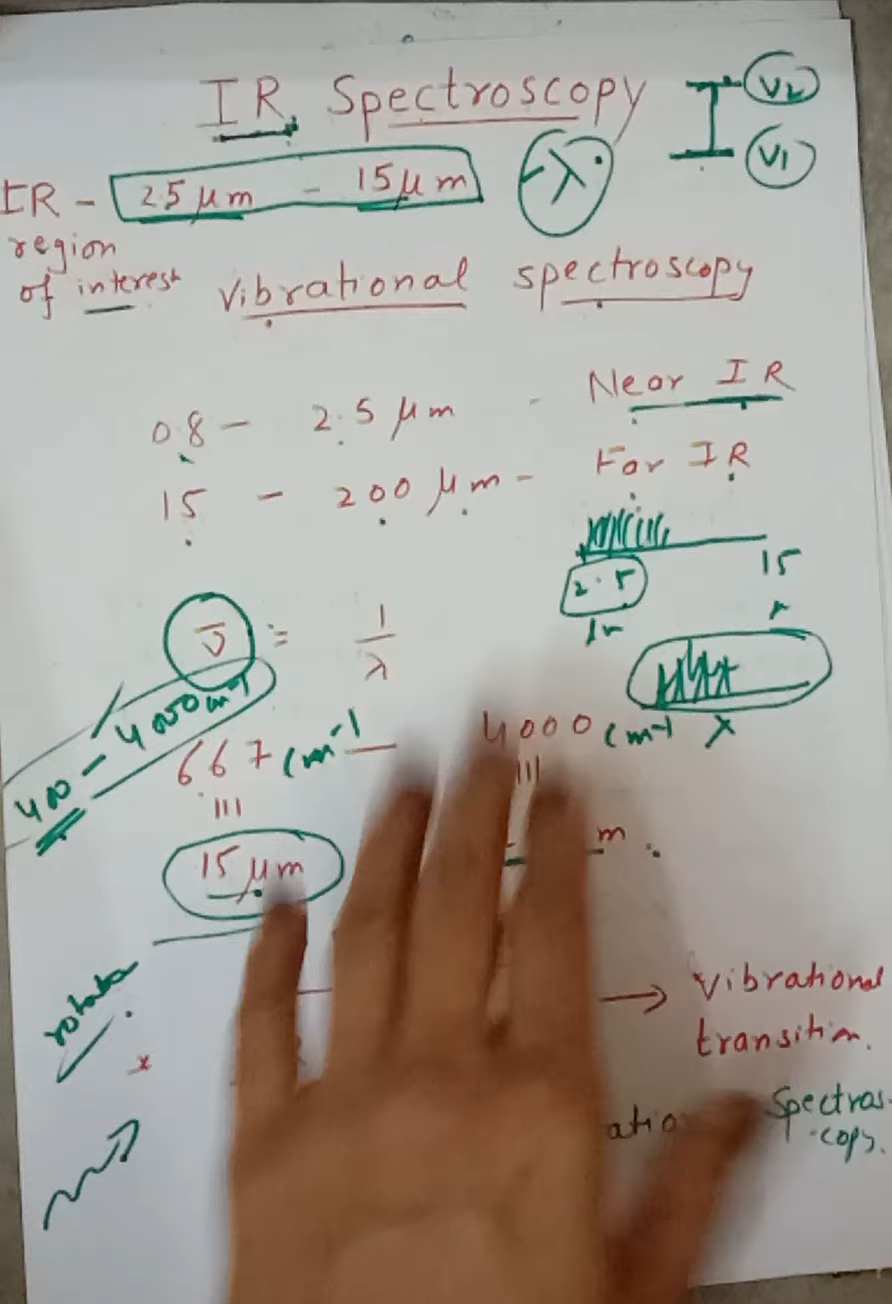 IR Spectroscopy
V2
V1
IR - 2.5 μm - 15 μm
λ
region
of interest
Vibrational spectroscopy
0.8 - 2.5 μm - Near IR
15 - 200 μm - Far IR
2.5
15
ν̄ = 1/λ
400 - 4000 cm⁻¹
667 cm⁻¹ — 4000 cm⁻¹ X
15 μm
m
→ Vibrational
transition.
x
Spectros-
copy.